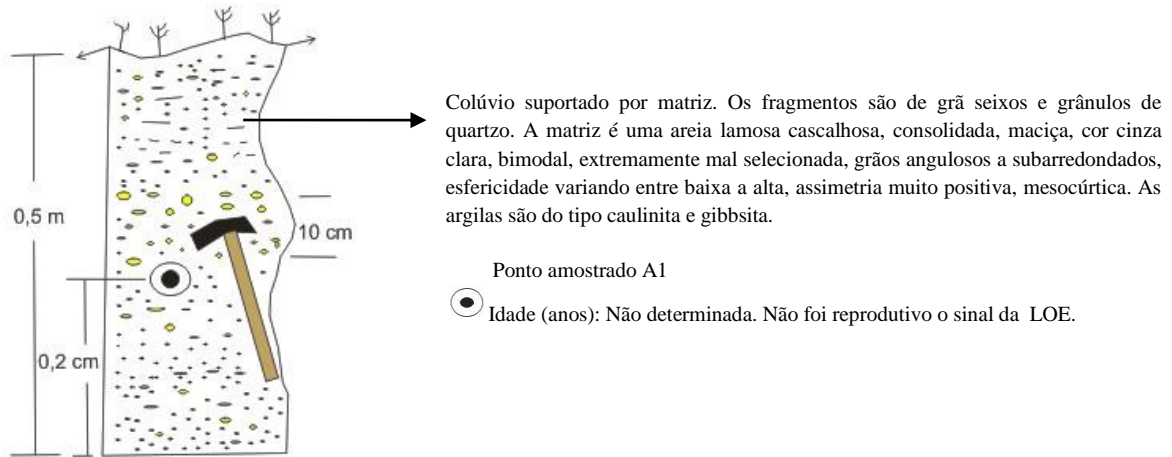 Colúvio suportado por matriz. Os fragmentos são de grã seixos e grânulos de
quartzo. A matriz é uma areia lamosa cascalhosa, consolidada, maciça, cor cinza
clara, bimodal, extremamente mal selecionada, grãos angulosos a subarredondados,
esfericidade variando entre baixa a alta, assimetria muito positiva, mesocúrtica. As
argilas são do tipo caulinita e gibbsita.
0,5 m
10 cm
Ponto amostrado A1
Idade (anos): Não determinada. Não foi reprodutivo o sinal da LOE.
0,2 cm